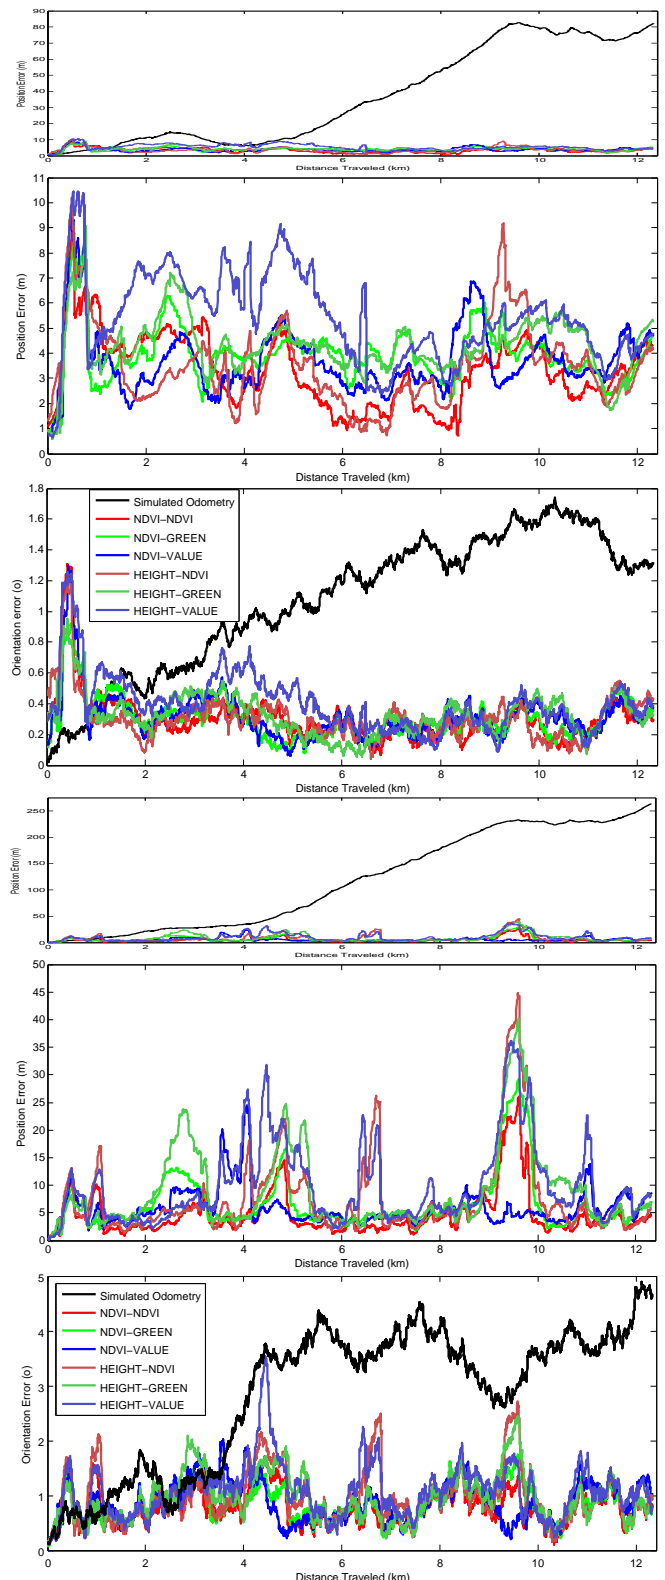 90
80
70
60
50
40
30
20
10
0
Position Error (m)
0 2 4 6 8 10 12
Distance Traveled (km)
11
10
9
8
7
6
5
4
3
2
1
0
Position Error (m)
0 2 4 6 8 10 12
Distance Traveled (km)
1.8
1.6
1.4
1.2
1
0.8
0.6
0.4
0.2
0
Orientation error (o)
Simulated Odometry
NDVI−NDVI
NDVI−GREEN
NDVI−VALUE
HEIGHT−NDVI
HEIGHT−GREEN
HEIGHT−VALUE
0 2 4 6 8 10 12
Distance Traveled (km)
250
200
150
100
50
0
Position Error (m)
0 2 4 6 8 10 12
Distance Traveled (km)
50
45
40
35
30
25
20
15
10
5
0
Position Error (m)
0 2 4 6 8 10 12
Distance Traveled (km)
5
4
3
2
1
0
Orientation Error (o)
Simulated Odometry
NDVI−NDVI
NDVI−GREEN
NDVI−VALUE
HEIGHT−NDVI
HEIGHT−GREEN
HEIGHT−VALUE
0 2 4 6 8 10 12
Distance Traveled (km)